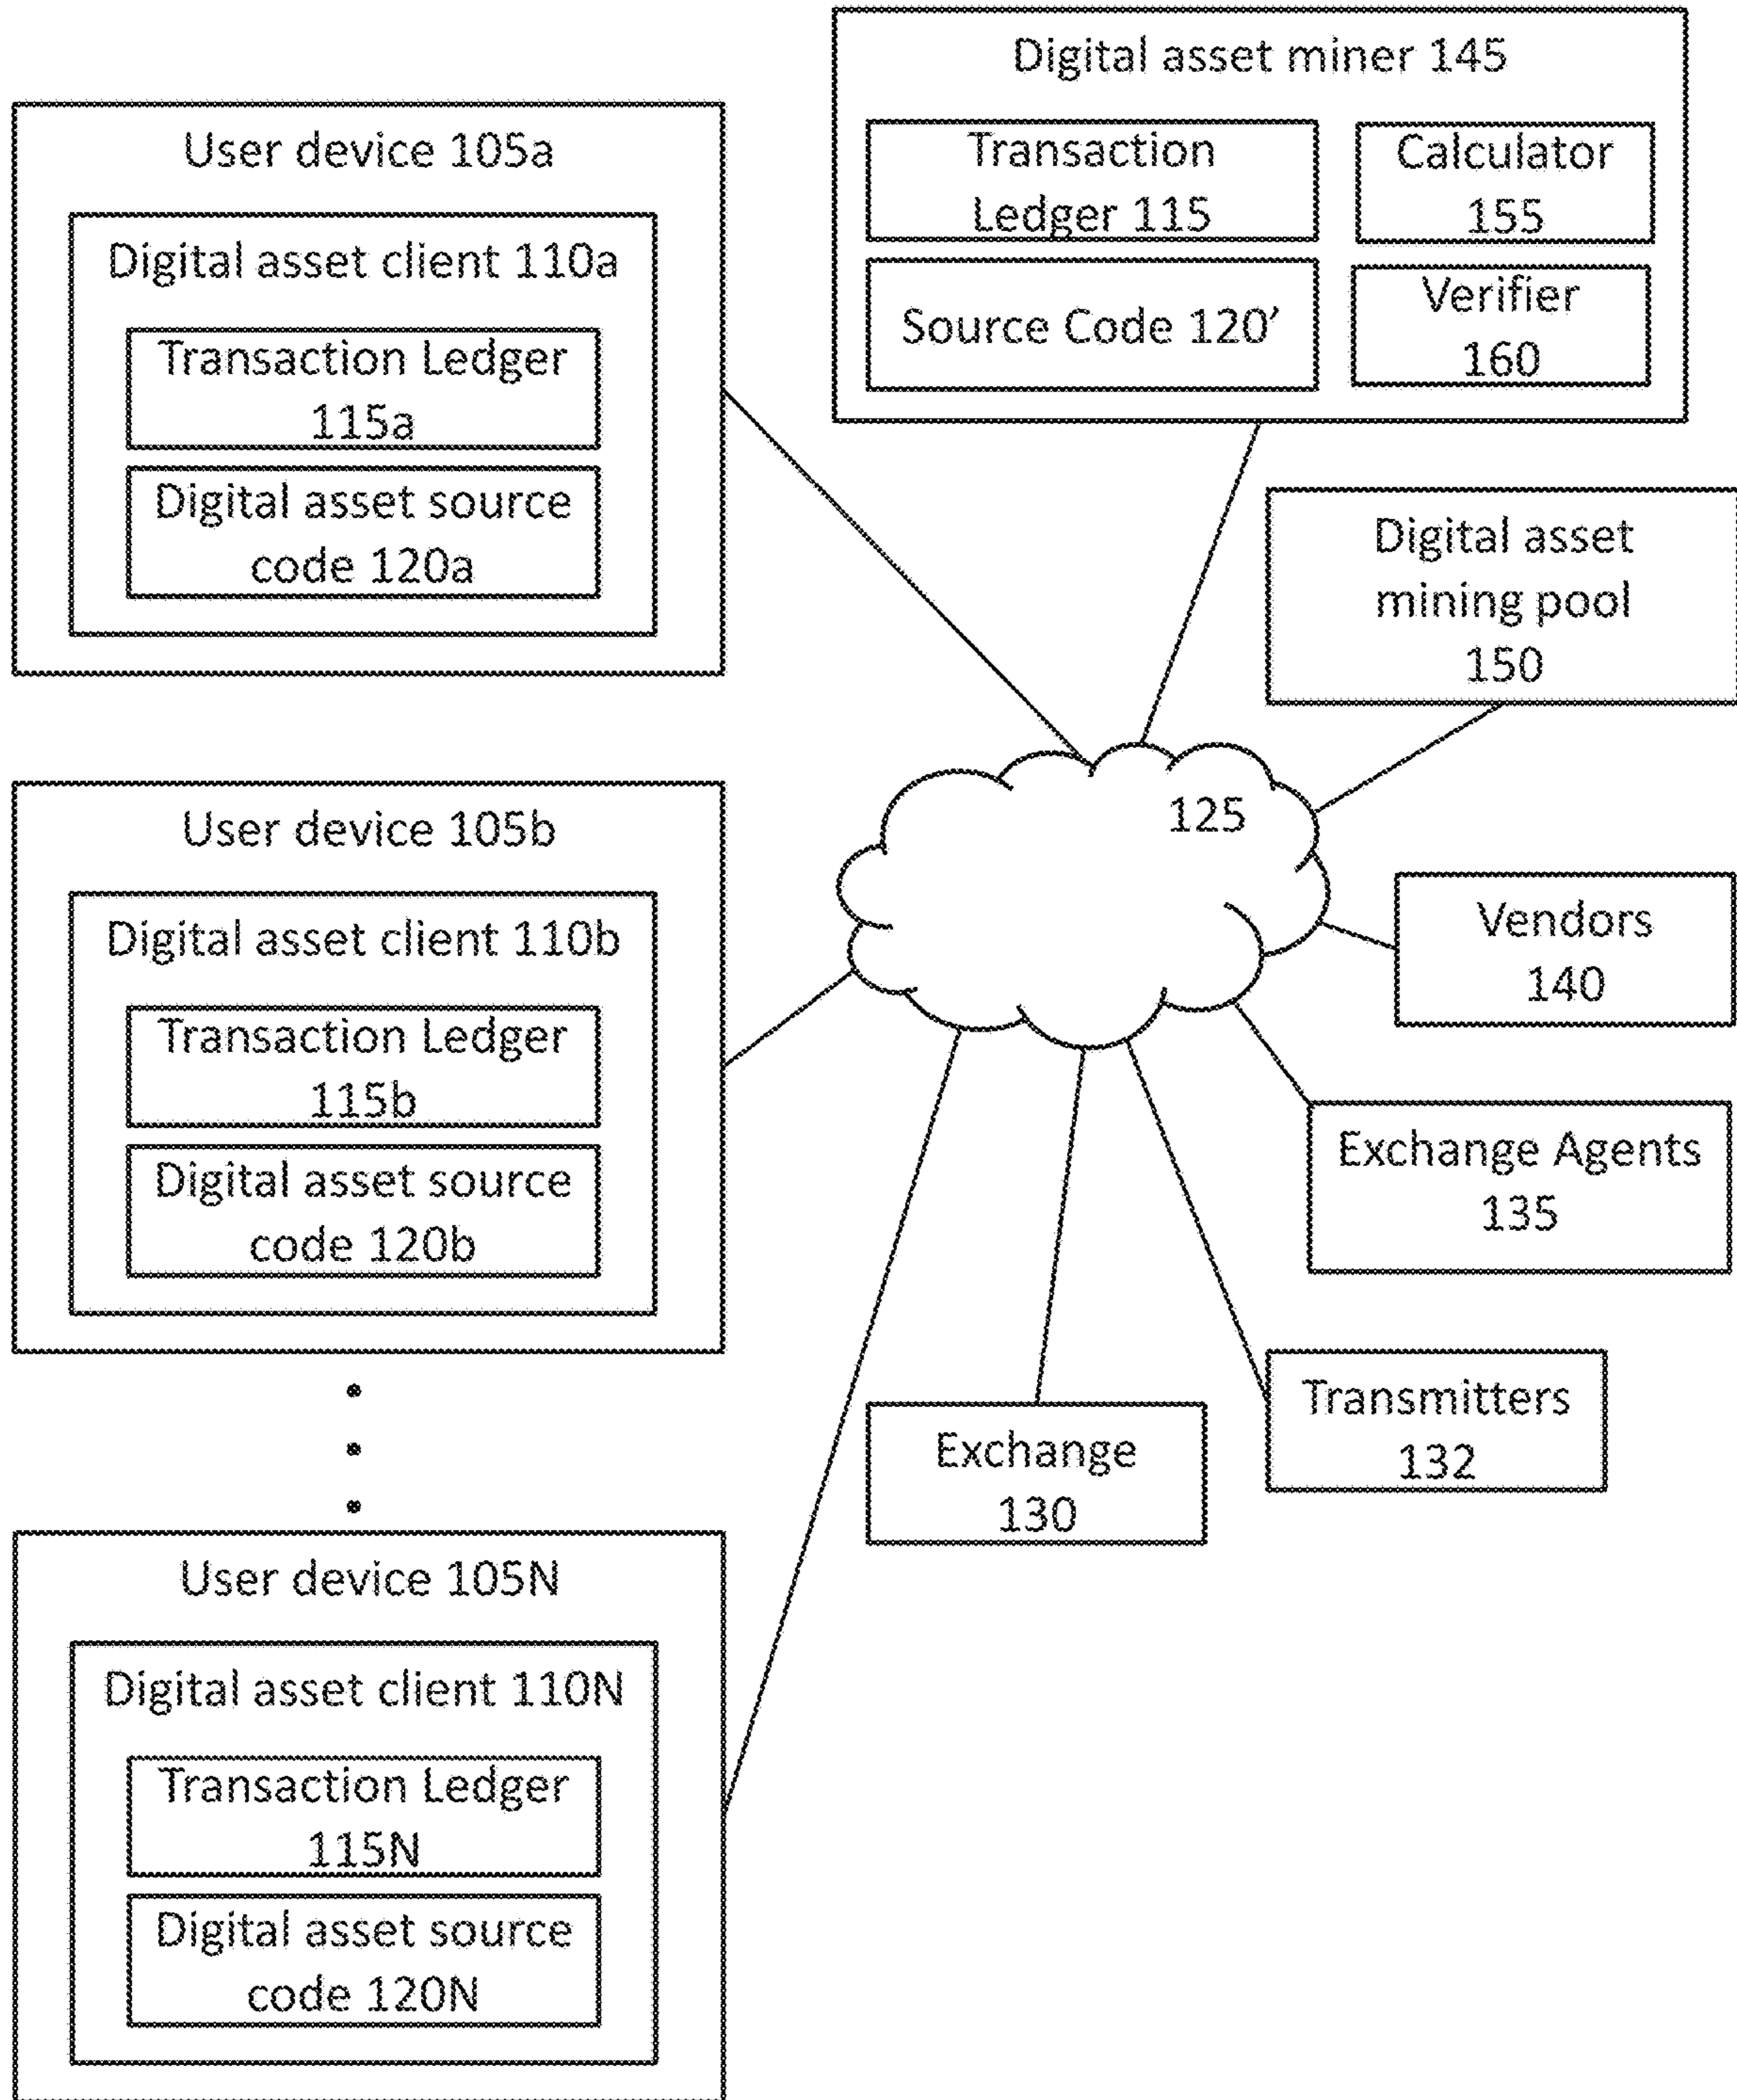 Digital asset miner 145
Transaction
Ledger 115
Calculator
155
Source Code 120’
Verifier
160
User device 105a
Digital asset client 110a
Transaction Ledger
115a
Digital asset source
code 120a
Digital asset
mining pool
150
125
User device 105b
Digital asset client 110b
Transaction Ledger
115b
Digital asset source
code 120b
Vendors
140
Exchange Agents
135
Transmitters
132
Exchange
130
User device 105N
Digital asset client 110N
Transaction Ledger
115N
Digital asset source
code 120N